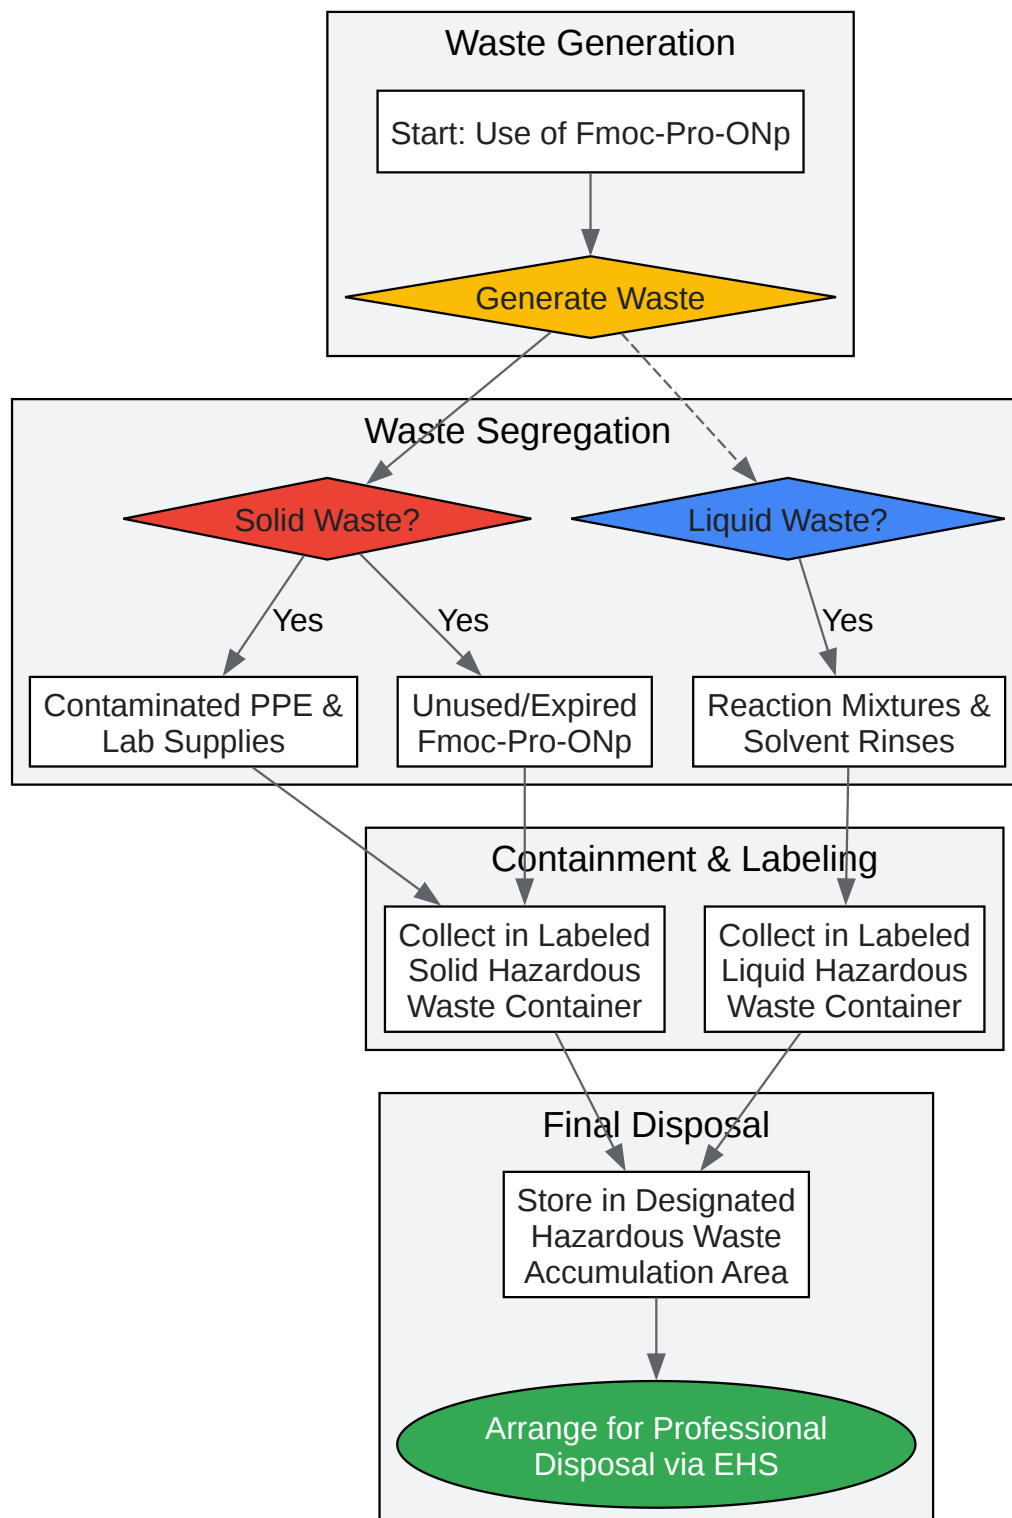 Waste Generation
Start: Use of Fmoc-Pro-ONp
Generate Waste
Waste Segregation
Solid Waste?
Liquid Waste?
Yes
Yes
Yes
Contaminated PPE &
Lab Supplies
Unused/Expired
Fmoc-Pro-ONp
Reaction Mixtures &
Solvent Rinses
Containment & Labeling
Collect in Labeled
Solid Hazardous
Waste Container
Collect in Labeled
Liquid Hazardous
Waste Container
Final Disposal
Store in Designated
Hazardous Waste
Accumulation Area
Arrange for Professional
Disposal via EHS